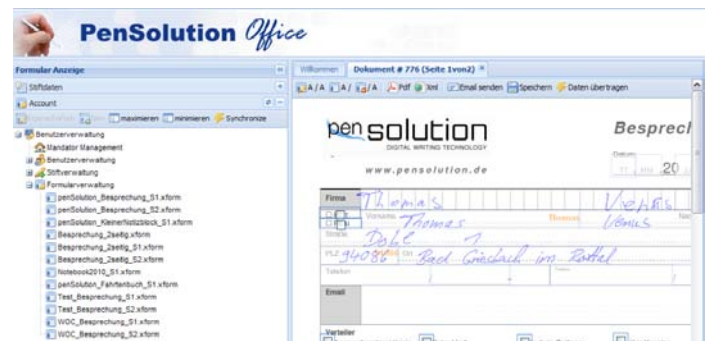 PenSolution Office
Formular Anzeige
Stiftdaten
Account
maximieren minimieren Synchronize
Benutzerverwaltung
Mandator Management
Benutzerverwaltung
Stiftverwaltung
Formularverwaltung
penSolution_Besprechung_S1.xform
penSolution_Besprechung_S2.xform
penSolution_KleinerNotizblock_S1.xform
Besprechung_2seitig.xform
Besprechung_2seitig_S1.xform
Besprechung_2seitig_S2.xform
Notebook2010_S1.xform
penSolution_Fahrtenbuch_S1.xform
Test_Besprechung_S1.xform
Test_Besprechung_S2.xform
WOC_Besprechung_S1.xform
WOC_Besprechung_S2.xform
Willkommen Dokument # 776 (Seite 1von2)
A/A A/ /A Pdf Xml Email senden Speichern Daten übertragen
pen solution Besprech
DIGITAL WRITING TECHNOLOGY
Datum:
www.pensolution.de 20
Firma Thomas Venus
Vorname Thomas Thomas Venus
Straße Dobl 1
PLZ 94086 Ort Bad Griesbach im Rottal
Telefon
Email
Verteiler